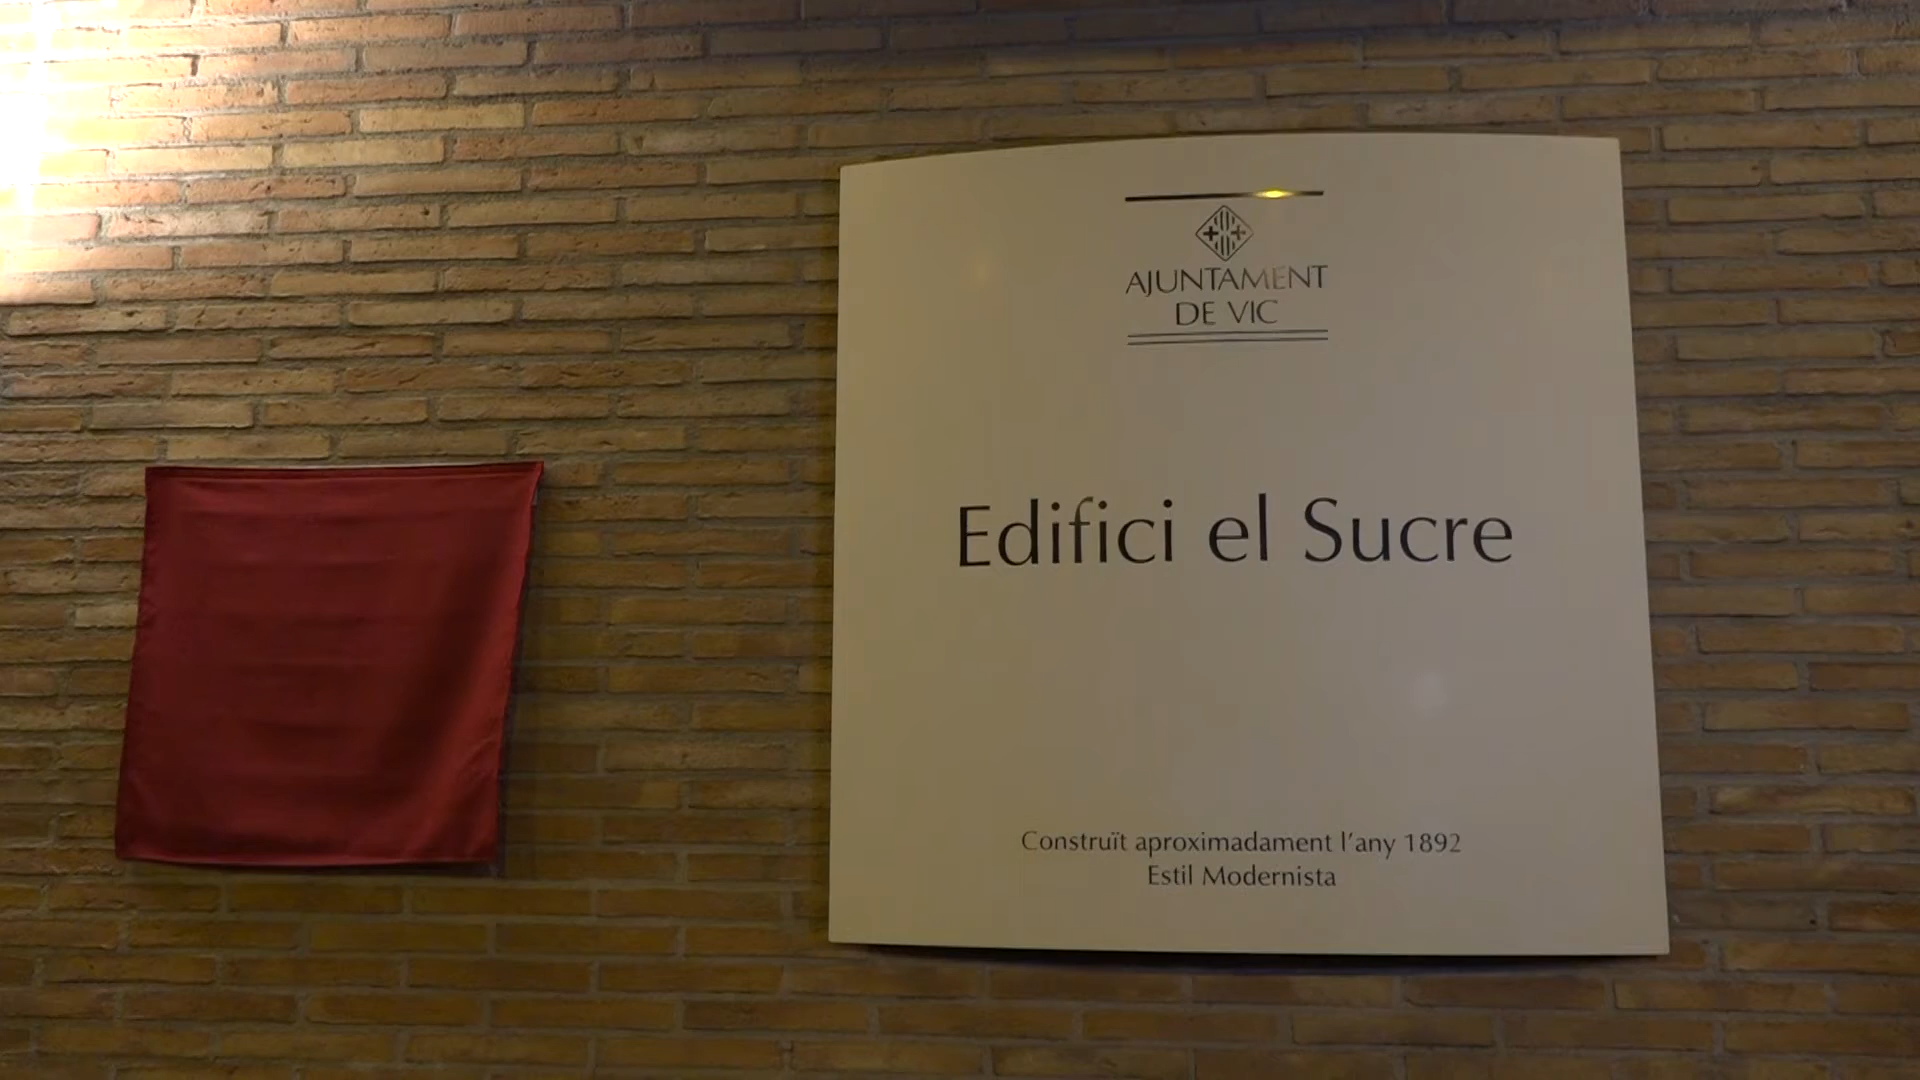 AJUNTAMENT
DE VIC
Edifici el Sucre
Construït aproximadament l'any 1892
Estil Modernista